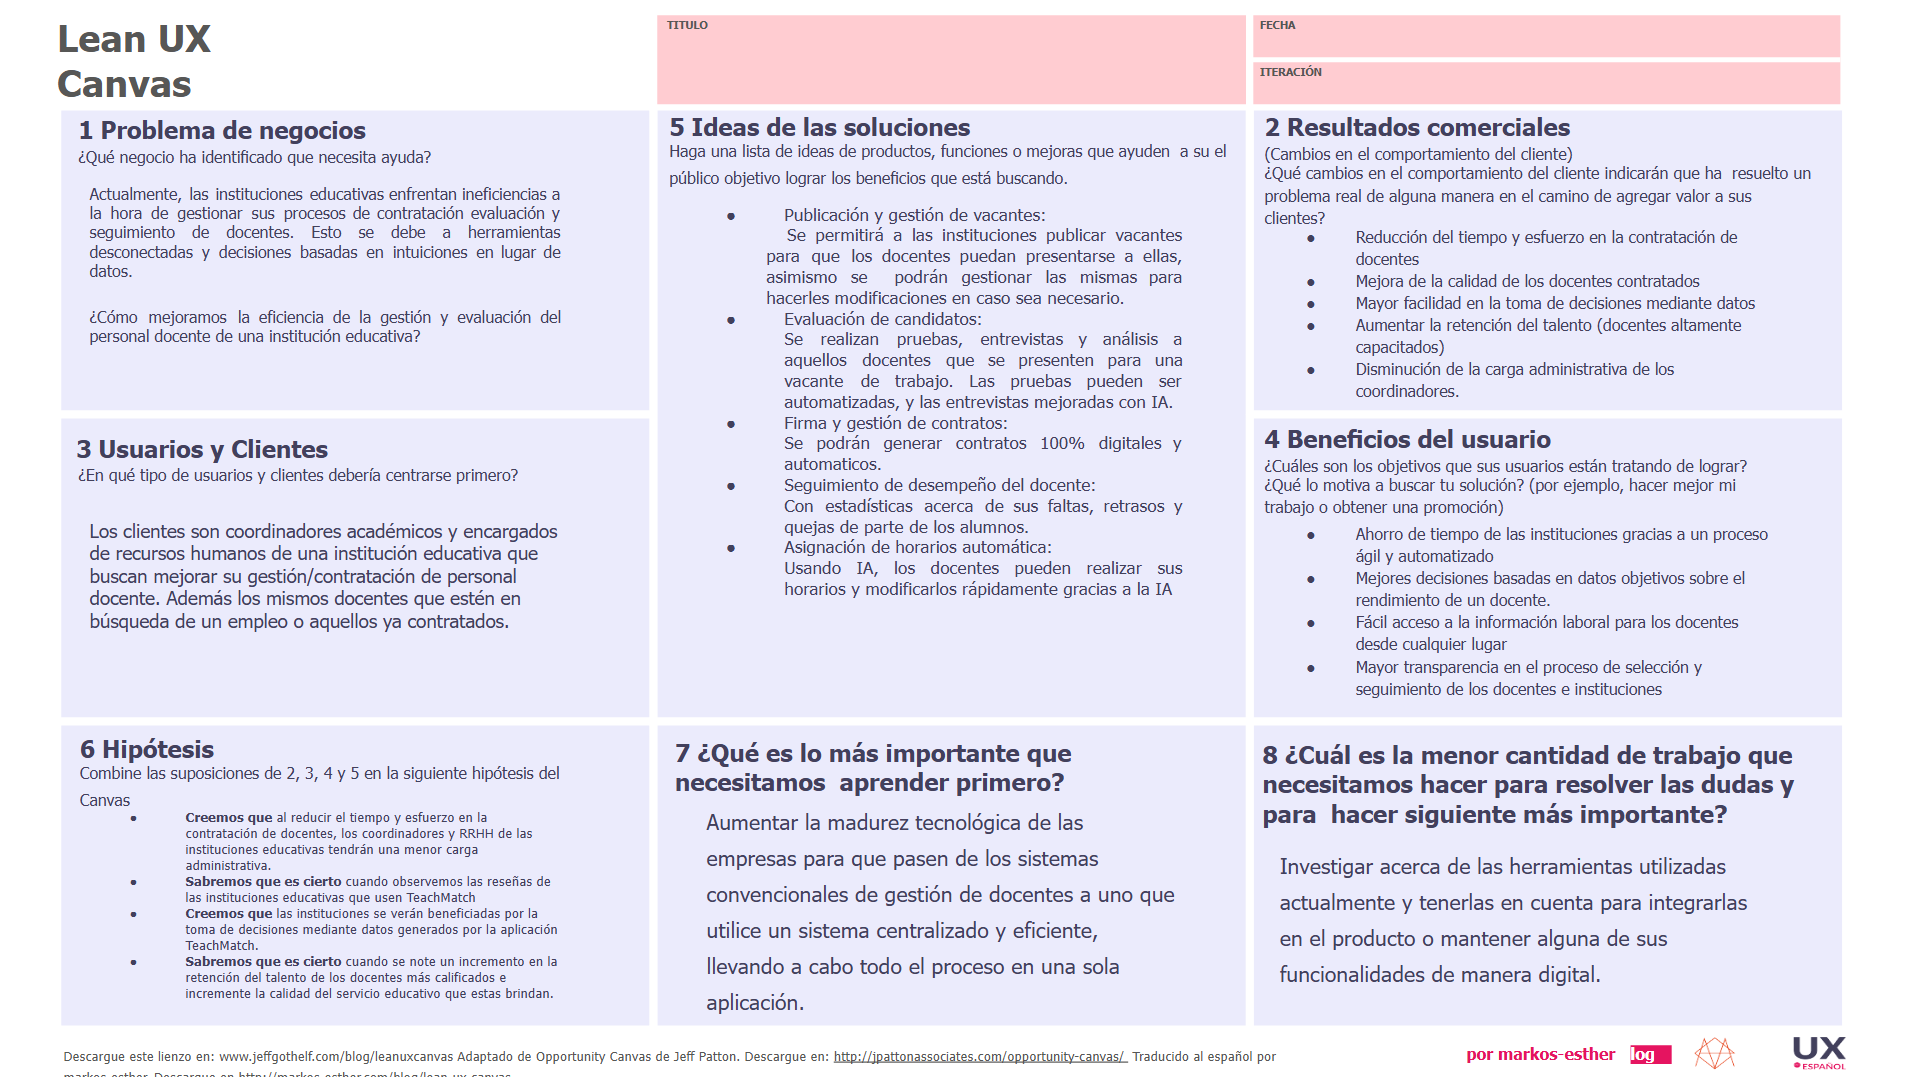 Lean UX
Canvas
TITULO
FECHA
ITERACIÓN
1 Problema de negocios
¿Qué negocio ha identificado que necesita ayuda?
Actualmente, las instituciones educativas enfrentan ineficiencias a
la hora de gestionar sus procesos de contratación evaluación y
seguimiento de docentes. Esto se debe a herramientas
desconectadas y decisiones basadas en intuiciones en lugar de
datos.
¿Cómo mejoramos la eficiencia de la gestión y evaluación del
personal docente de una institución educativa?
5 Ideas de las soluciones
Haga una lista de ideas de productos, funciones o mejoras que ayuden a su el
público objetivo lograr los beneficios que está buscando.
● Publicación y gestión de vacantes:
Se permitirá a las instituciones publicar vacantes
para que los docentes puedan presentarse a ellas,
asimismo se podrán gestionar las mismas para
hacerles modificaciones en caso sea necesario.
● Evaluación de candidatos:
Se realizan pruebas, entrevistas y análisis a
aquellos docentes que se presenten para una
vacante de trabajo. Las pruebas pueden ser
automatizadas, y las entrevistas mejoradas con IA.
● Firma y gestión de contratos:
Se podrán generar contratos 100% digitales y
automaticos.
● Seguimiento de desempeño del docente:
Con estadísticas acerca de sus faltas, retrasos y
quejas de parte de los alumnos.
● Asignación de horarios automática:
Usando IA, los docentes pueden realizar sus
horarios y modificarlos rápidamente gracias a la IA
2 Resultados comerciales
(Cambios en el comportamiento del cliente)
¿Qué cambios en el comportamiento del cliente indicarán que ha resuelto un
problema real de alguna manera en el camino de agregar valor a sus
clientes?
● Reducción del tiempo y esfuerzo en la contratación de
docentes
● Mejora de la calidad de los docentes contratados
● Mayor facilidad en la toma de decisiones mediante datos
● Aumentar la retención del talento (docentes altamente
capacitados)
● Disminución de la carga administrativa de los
coordinadores.
3 Usuarios y Clientes
¿En qué tipo de usuarios y clientes debería centrarse primero?
Los clientes son coordinadores académicos y encargados
de recursos humanos de una institución educativa que
buscan mejorar su gestión/contratación de personal
docente. Además los mismos docentes que estén en
búsqueda de un empleo o aquellos ya contratados.
4 Beneficios del usuario
¿Cuáles son los objetivos que sus usuarios están tratando de lograr?
¿Qué lo motiva a buscar tu solución? (por ejemplo, hacer mejor mi
trabajo o obtener una promoción)
● Ahorro de tiempo de las instituciones gracias a un proceso
ágil y automatizado
● Mejores decisiones basadas en datos objetivos sobre el
rendimiento de un docente.
● Fácil acceso a la información laboral para los docentes
desde cualquier lugar
● Mayor transparencia en el proceso de selección y
seguimiento de los docentes e instituciones
6 Hipótesis
Combine las suposiciones de 2, 3, 4 y 5 en la siguiente hipótesis del
Canvas
● Creemos que al reducir el tiempo y esfuerzo en la
contratación de docentes, los coordinadores y RRHH de las
instituciones educativas tendrán una menor carga
administrativa.
● Sabremos que es cierto cuando observemos las reseñas de
las instituciones educativas que usen TeachMatch
● Creemos que las instituciones se verán beneficiadas por la
toma de decisiones mediante datos generados por la aplicación
TeachMatch.
● Sabremos que es cierto cuando se note un incremento en la
retención del talento de los docentes más calificados e
incremente la calidad del servicio educativo que estas brindan.
7 ¿Qué es lo más importante que
necesitamos aprender primero?
Aumentar la madurez tecnológica de las
empresas para que pasen de los sistemas
convencionales de gestión de docentes a uno que
utilice un sistema centralizado y eficiente,
llevando a cabo todo el proceso en una sola
aplicación.
8 ¿Cuál es la menor cantidad de trabajo que
necesitamos hacer para resolver las dudas y
para hacer siguiente más importante?
Investigar acerca de las herramientas utilizadas
actualmente y tenerlas en cuenta para integrarlas
en el producto o mantener alguna de sus
funcionalidades de manera digital.
Descargue este lienzo en: www.jeffgothelf.com/blog/leanuxcanvas Adaptado de Opportunity Canvas de Jeff Patton. Descargue en: http://jpattonassociates.com/opportunity-canvas/ Traducido al español por
markos-esther. Descargue en http://markos-esther.com/blog/lean-ux-canvas
por markos-esther log
UX
ESPAÑOL